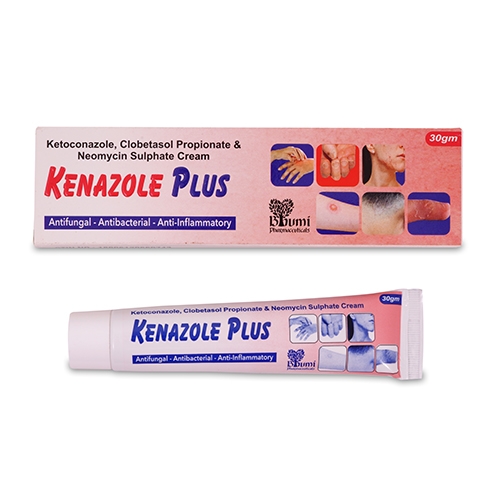 30gm
Ketoconazole, Clobetasol Propionate &
Neomycin Sulphate Cream
KENAZOLE PLUS
Antifungal - Antibacterial - Anti-Inflammatory
Bhumi
Pharmaceuticals
Ketoconazole, Clobetasol Propionate & Neomycin Sulphate Cream
30gm
KENAZOLE PLUS
Antifungal - Antibacterial - Anti-Inflammatory
Bhumi
Pharmaceuticals